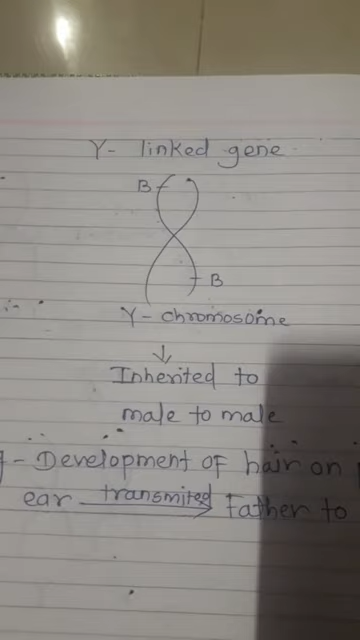 Y- linked gene
B
B
Y-chromosome
↓
Inherited to
male to male
- Development of hair on
ear transmited father to